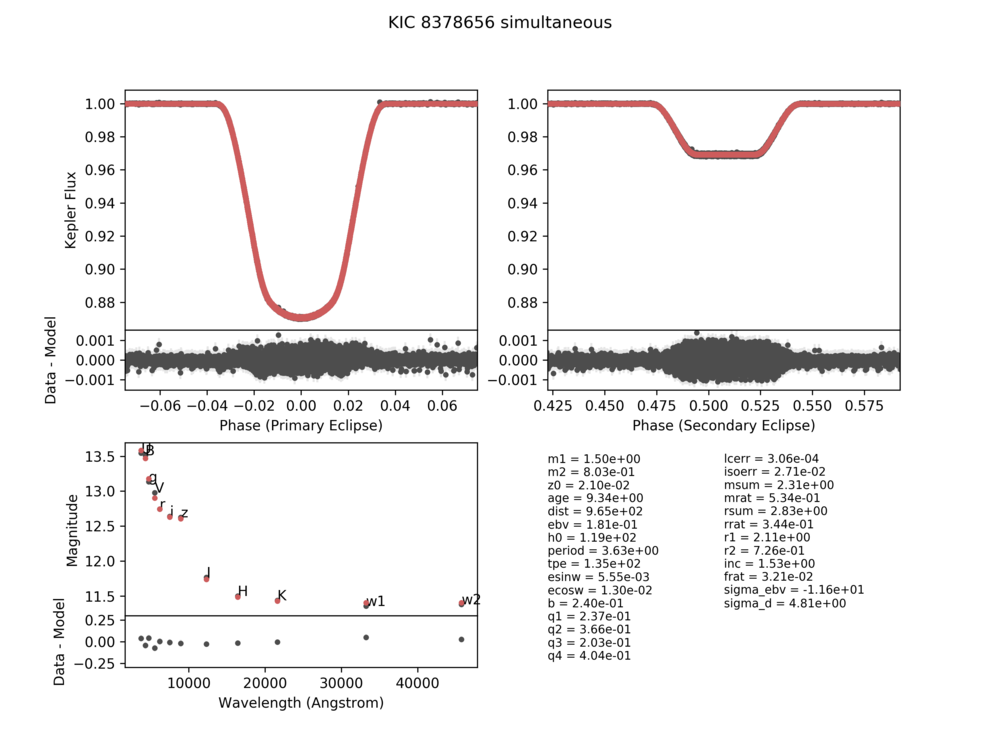 KIC 8378656 simultaneous
Kepler Flux
1.00
0.98
0.96
0.94
0.92
0.90
0.88
Data - Model
0.001
0.000
−0.001
−0.06 −0.04 −0.02 0.00 0.02 0.04 0.06
Phase (Primary Eclipse)
1.00
0.98
0.96
0.94
0.92
0.90
0.88
0.001
0.000
−0.001
0.425 0.450 0.475 0.500 0.525 0.550 0.575
Phase (Secondary Eclipse)
Magnitude
13.5
13.0
12.5
12.0
11.5
B
g
V
r
i
z
J
H
K
w1
w2
Data - Model
0.25
0.00
−0.25
10000 20000 30000 40000
Wavelength (Angstrom)
m1 = 1.50e+00
m2 = 8.03e-01
z0 = 2.10e-02
age = 9.34e+00
dist = 9.65e+02
ebv = 1.81e-01
h0 = 1.19e+02
period = 3.63e+00
tpe = 1.35e+02
esinw = 5.55e-03
ecosw = 1.30e-02
b = 2.40e-01
q1 = 2.37e-01
q2 = 3.66e-01
q3 = 2.03e-01
q4 = 4.04e-01
lcerr = 3.06e-04
isoerr = 2.71e-02
msum = 2.31e+00
mrat = 5.34e-01
rsum = 2.83e+00
rrat = 3.44e-01
r1 = 2.11e+00
r2 = 7.26e-01
inc = 1.53e+00
frat = 3.21e-02
sigma_ebv = -1.16e+01
sigma_d = 4.81e+00